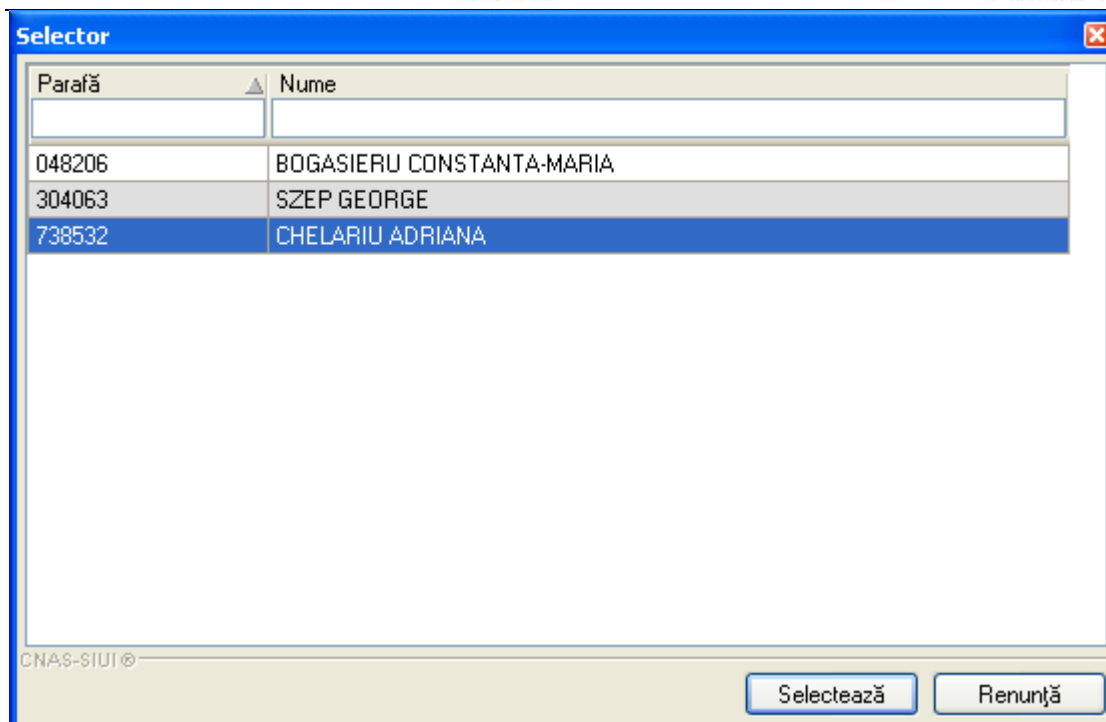 Selector
Parafă Nume
048206 BOGASIERU CONSTANTA-MARIA
304063 SZEP GEORGE
738532 CHELARIU ADRIANA
CNAS-SIUI®
Selectează Renunţă